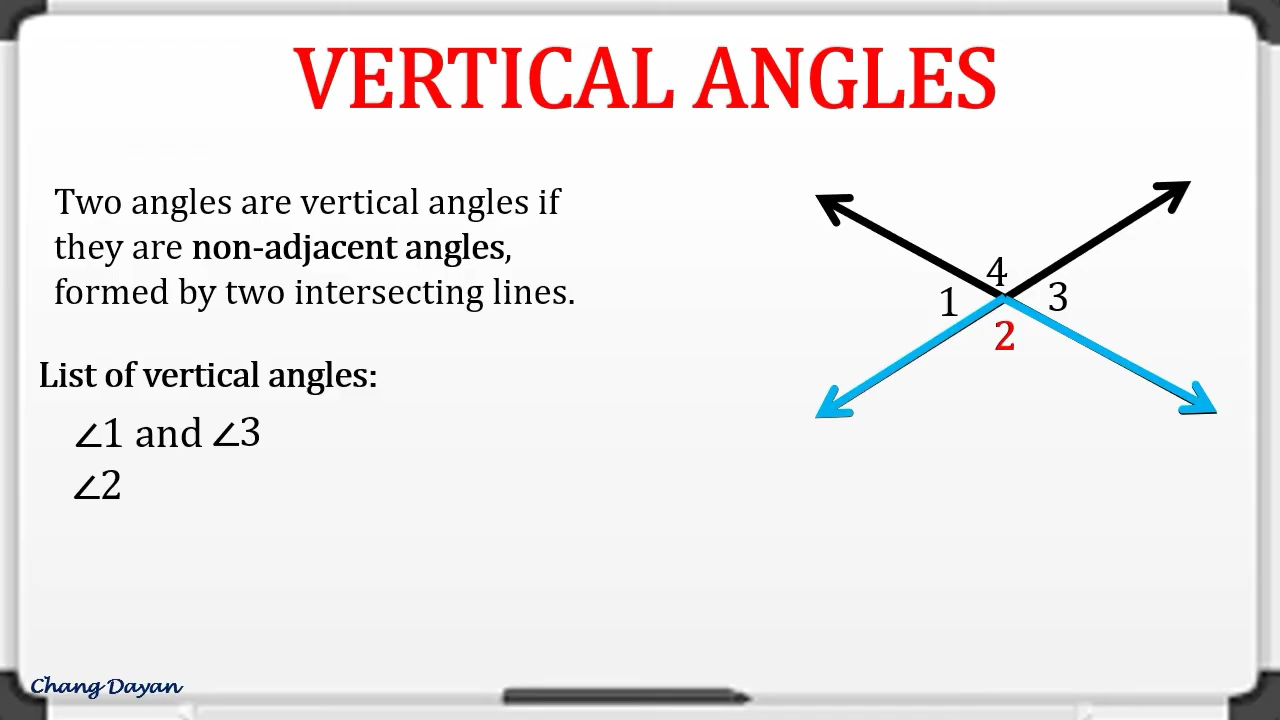 VERTICAL ANGLES
Two angles are vertical angles if
they are non-adjacent angles,
formed by two intersecting lines.
List of vertical angles:
∠1 and ∠3
∠2
4
1
3
2
Chang Dayan